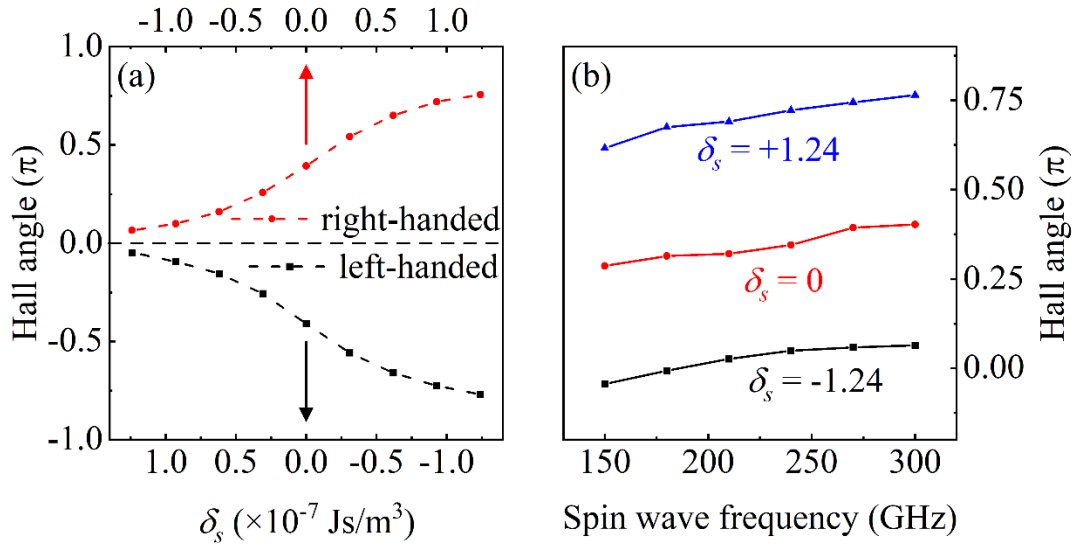 -1.0 -0.5 0.0 0.5 1.0
(a)
1.0
0.5
0.0
-0.5
-1.0
Hall angle (π)
right-handed
left-handed
1.0 0.5 0.0 -0.5 -1.0
δs (×10-7 Js/m3)
(b)
0.75
0.50
0.25
0.00
Hall angle (π)
δs = +1.24
δs = 0
δs = -1.24
150 200 250 300
Spin wave frequency (GHz)